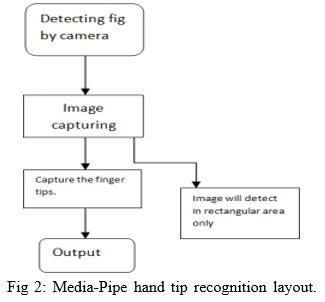 Detecting fig
by camera
Image
capturing
Capture the finger
tips.
Image will detect
in rectangular area
only
Output
Fig 2: Media-Pipe hand tip recognition layout.